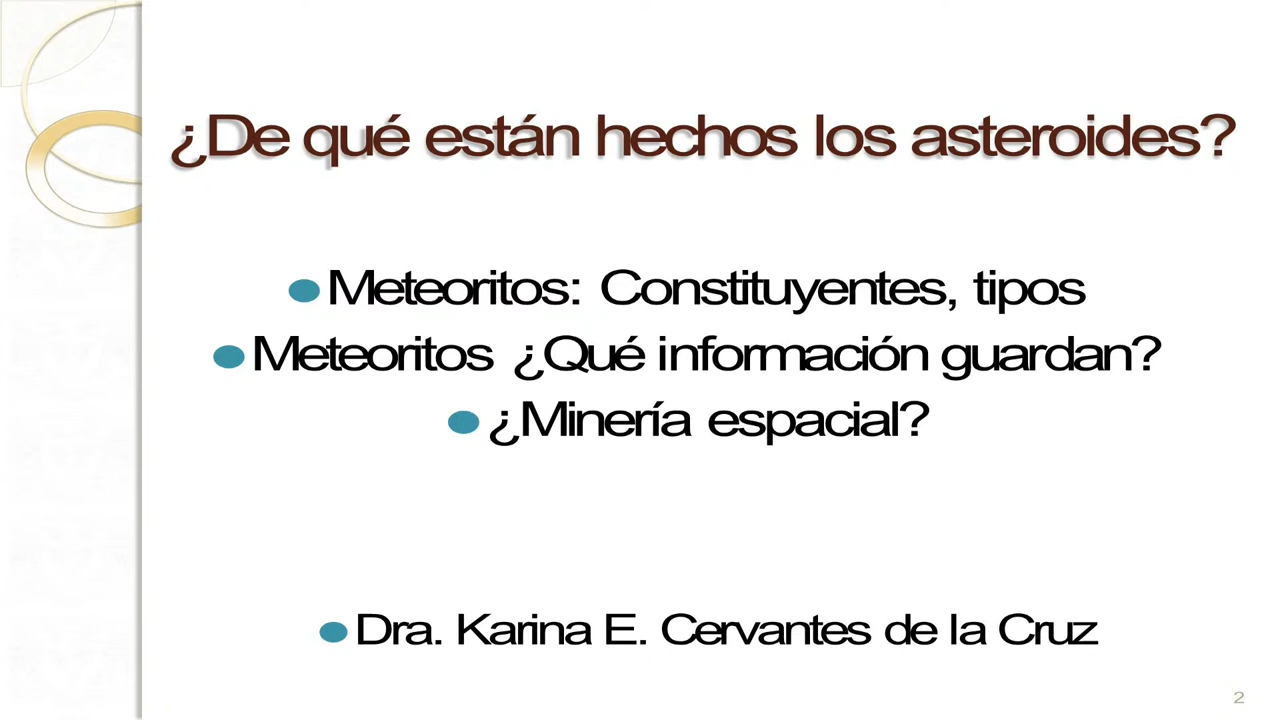 ¿De qué están hechos los asteroides?
Meteoritos: Constituyentes, tipos
Meteoritos ¿Qué información guardan?
¿Minería espacial?
Dra. Karina E. Cervantes de la Cruz
2